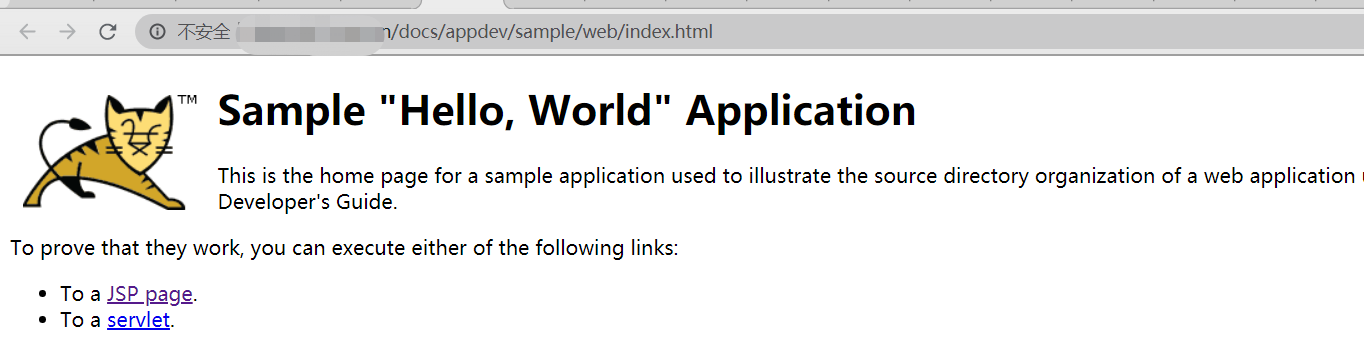 不安全 n/docs/appdev/sample/web/index.html
TM
Sample "Hello, World" Application
This is the home page for a sample application used to illustrate the source directory organization of a web application
Developer's Guide.
To prove that they work, you can execute either of the following links:
• To a JSP page.
• To a servlet.